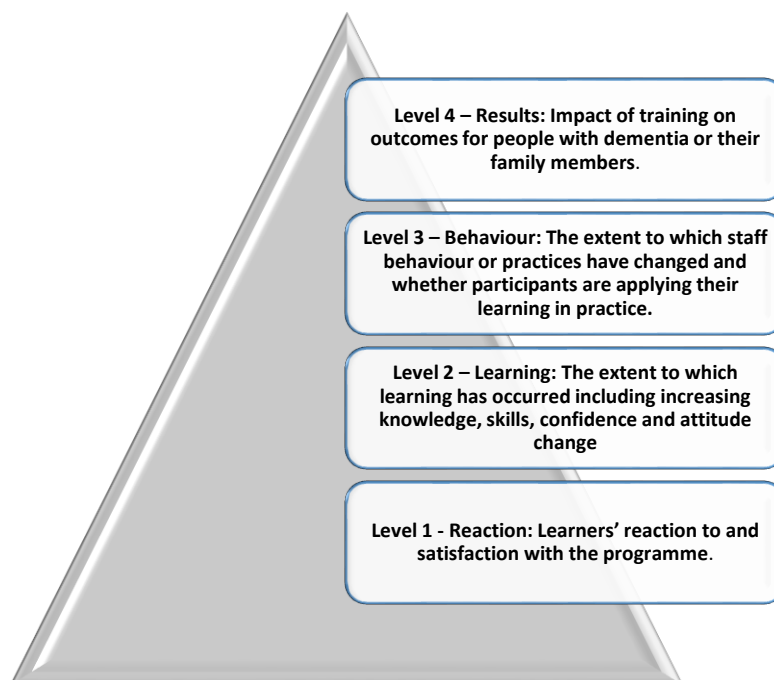 Level 4 – Results: Impact of training on
outcomes for people with dementia or their
family members.
Level 3 – Behaviour: The extent to which staff
behaviour or practices have changed and
whether participants are applying their
learning in practice.
Level 2 – Learning: The extent to which
learning has occurred including increasing
knowledge, skills, confidence and attitude
change
Level 1 - Reaction: Learners’ reaction to and
satisfaction with the programme.